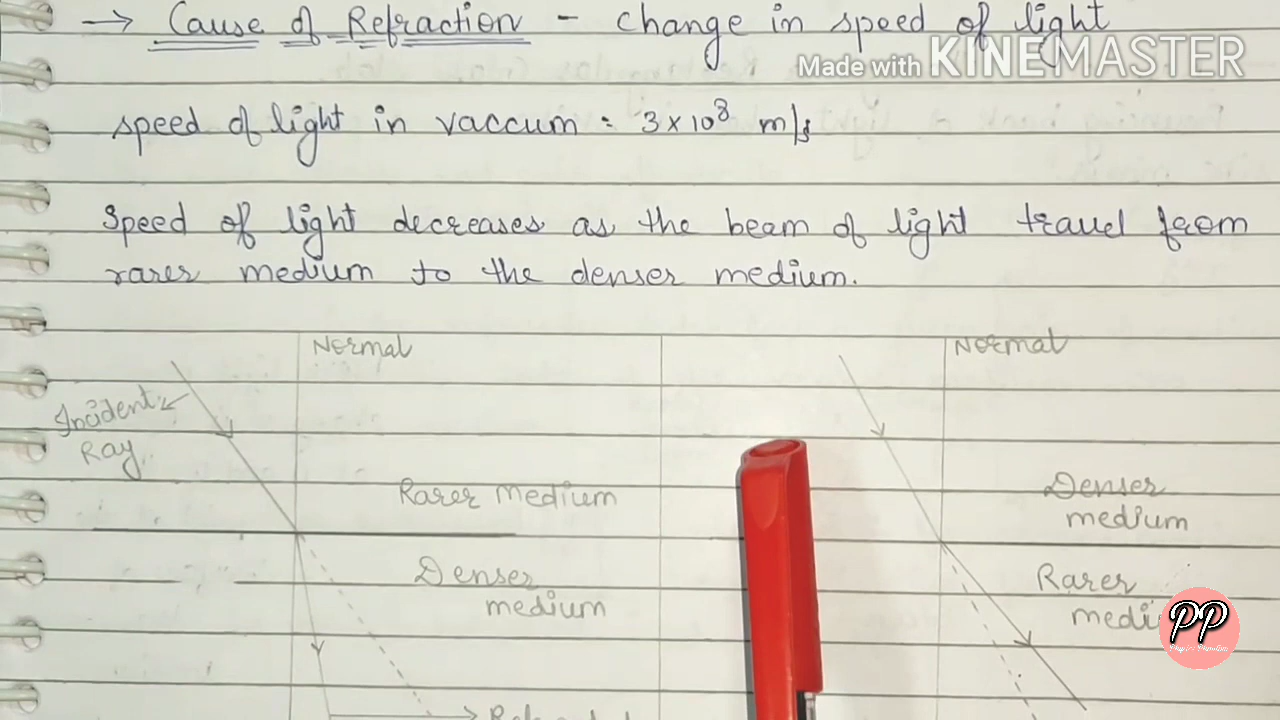 → Cause of Refraction - change in speed of light
Made with KINEMASTER
speed of light in vaccum = 3×10⁸ m/s
Speed of light decreases as the beam of light travel from
rarer medium to the denser medium.
Normal
Normal
Incident
Ray
Rarer medium
Denser
medium
Denser
medium
Rarer
PP